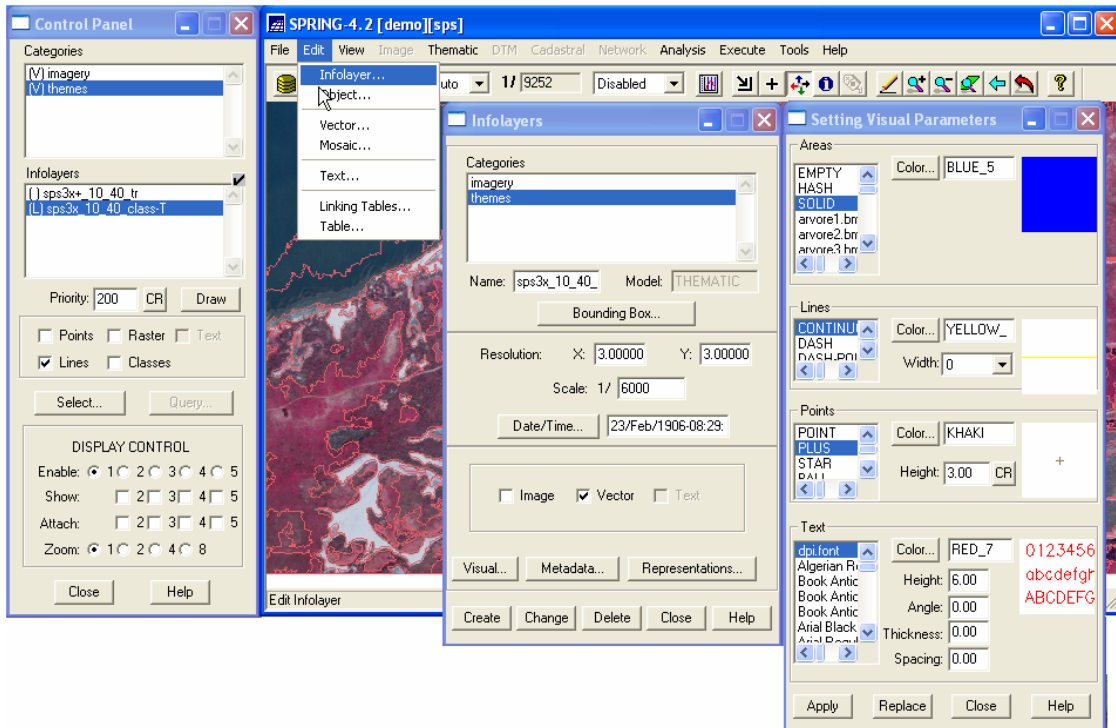 Control Panel
Categories
(V) imagery
(V) themes
Infolayers
( ) sps3x+_10_40_tr
(L) sps3x_10_40_class-T
Priority: 200 CR Draw
Points Raster Text
Lines Classes
Select... Query...
DISPLAY CONTROL
Enable: 1 2 3 4 5
Show: 2 3 4 5
Attach: 2 3 4 5
Zoom: 1 2 4 8
Close Help
SPRING-4.2 [demo][sps]
File Edit View Image Thematic DTM Cadastral Network Analysis Execute Tools Help
uto 1/ 9252 Disabled
Infolayer...
Object...
Vector...
Mosaic...
Text...
Linking Tables...
Table...
Edit Infolayer
Infolayers
Categories
imagery
themes
Name: sps3x_10_40_ Model: THEMATIC
Bounding Box...
Resolution: X: 3.00000 Y: 3.00000
Scale: 1/ 6000
Date/Time... 23/Feb/1906-08:29:
Image Vector Text
Visual... Metadata... Representations...
Create Change Delete Close Help
Setting Visual Parameters
Areas
EMPTY
HASH
SOLID
arvore1.bm
arvore2.bm
arvore3.bm
Color... BLUE_5
Lines
CONTINU
DASH
DASH-POI
Color... YELLOW_
Width: 0
Points
POINT
PLUS
STAR
BALL
Color... KHAKI
Height: 3.00 CR
Text
dpi.font
Algerian R
Book Antic
Book Antic
Book Antic
Arial Black
Arial Regul
Color... RED_7
Height: 6.00
Angle: 0.00
Thickness: 0.00
Spacing: 0.00
0123456
abcdefgh
ABCDEFG
Apply Replace Close Help